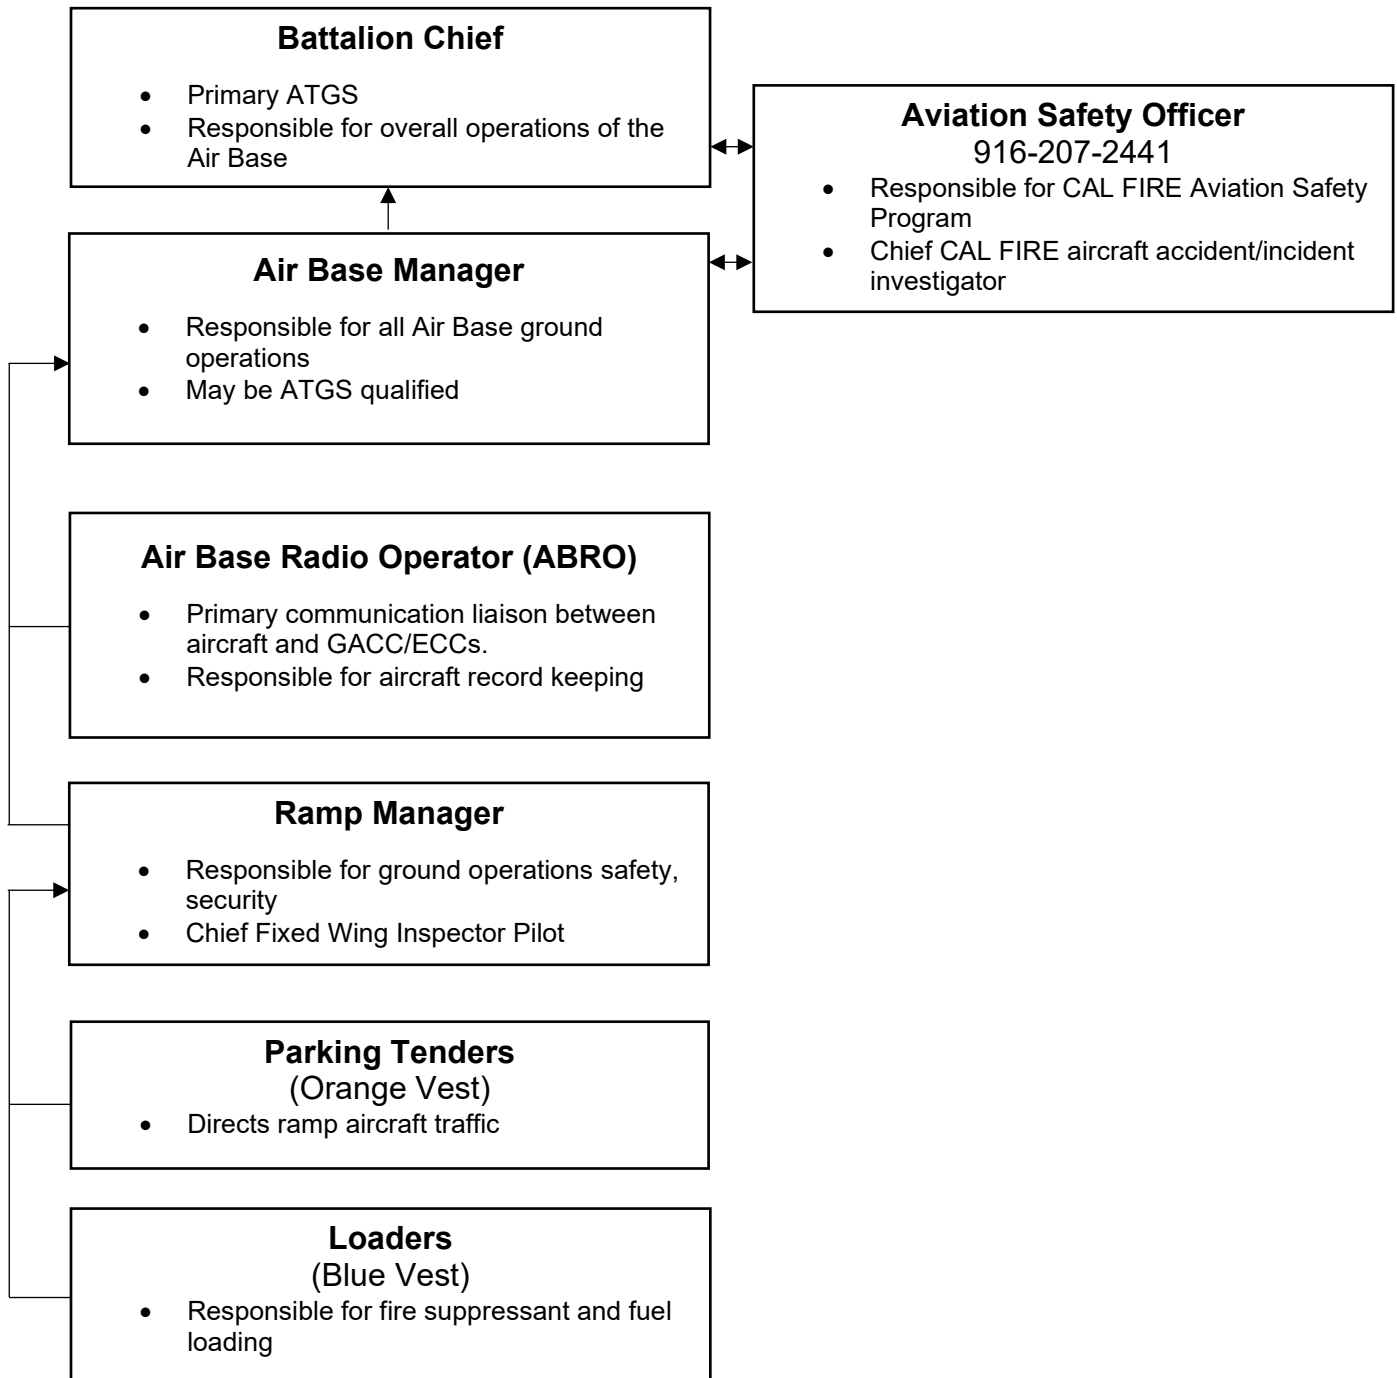 Battalion Chief
• Primary ATGS
• Responsible for overall operations of the
Air Base
Aviation Safety Officer
916-207-2441
• Responsible for CAL FIRE Aviation Safety
Program
• Chief CAL FIRE aircraft accident/incident
investigator
Air Base Manager
• Responsible for all Air Base ground
operations
• May be ATGS qualified
Air Base Radio Operator (ABRO)
• Primary communication liaison between
aircraft and GACC/ECCs.
• Responsible for aircraft record keeping
Ramp Manager
• Responsible for ground operations safety,
security
• Chief Fixed Wing Inspector Pilot
Parking Tenders
(Orange Vest)
• Directs ramp aircraft traffic
Loaders
(Blue Vest)
• Responsible for fire suppressant and fuel
loading